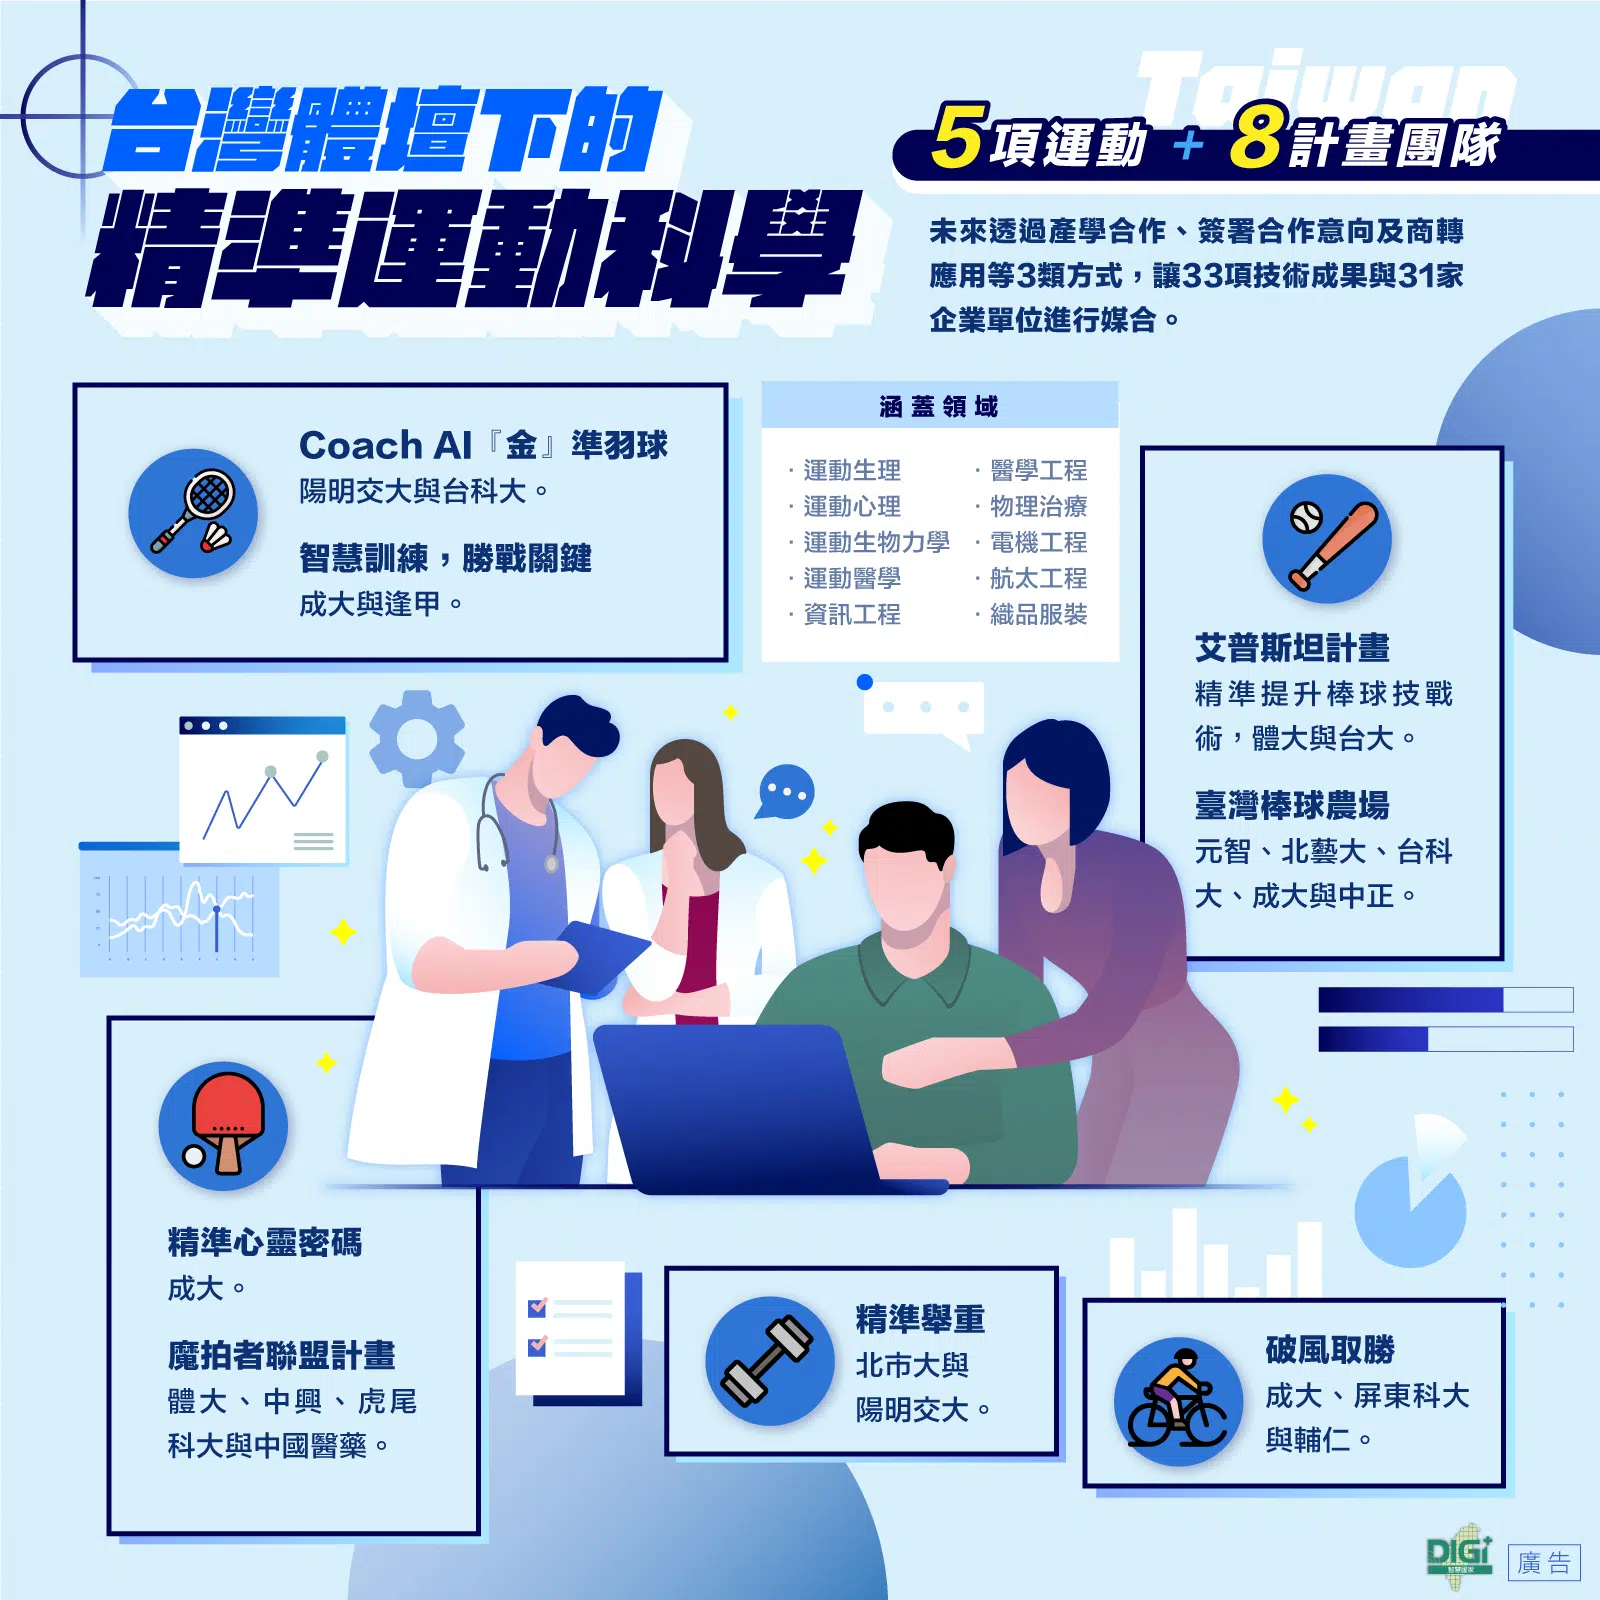 台灣體壇下的
精準運動科學
Taiwan
5項運動 + 8計畫團隊
未來透過產學合作、簽署合作意向及商轉
應用等3類方式，讓33項技術成果與31家
企業單位進行媒合。
Coach AI『金』準羽球
陽明交大與台科大。
智慧訓練，勝戰關鍵
成大與逢甲。
涵蓋領域
· 運動生理
· 運動心理
· 運動生物力學
· 運動醫學
· 資訊工程
· 醫學工程
· 物理治療
· 電機工程
· 航太工程
· 織品服裝
艾普斯坦計畫
精準提升棒球技戰
術，體大與台大。
臺灣棒球農場
元智、北藝大、台科
大、成大與中正。
精準心靈密碼
成大。
魔拍者聯盟計畫
體大、中興、虎尾
科大與中國醫藥。
精準舉重
北市大與
陽明交大。
破風取勝
成大、屏東科大
與輔仁。
DIGI+
智慧國家
廣告